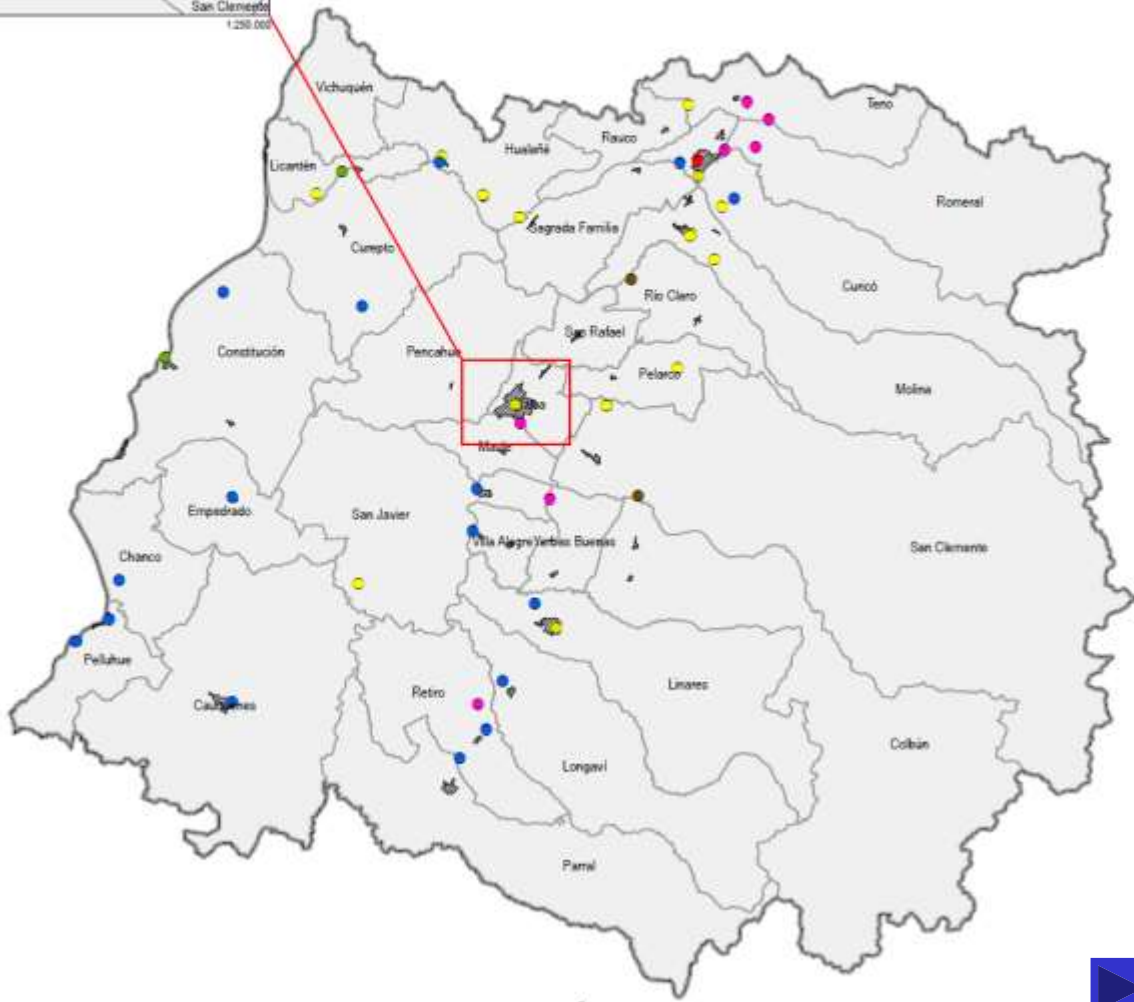 San Clemente
1:250.000
Vichuquén
Teno
Hualañé
Rauco
Licantén
Romeral
Sagrada Familia
Curepto
Curicó
Río Claro
San Rafael
Constitución
Pencahue
Pelarco
Molina
Maule
Empedrado
San Javier
Villa Alegre
Yerbas Buenas
San Clemente
Chanco
Pelluhue
Linares
Retiro
Cauquenes
Colbún
Longaví
Parral